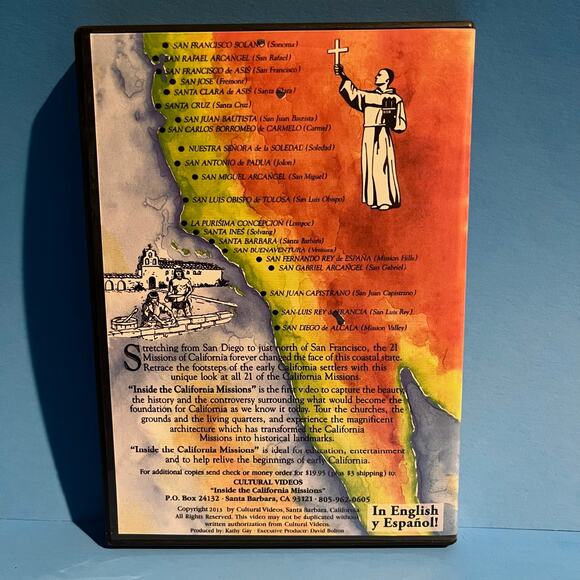 SAN FRANCISCO SOLANO (Sonoma)
SAN RAFAEL ARCANGEL (San Rafael)
SAN FRANCISCO de ASIS (San Francisco)
SAN JOSE (Fremont)
SANTA CLARA de ASIS (Santa Clara)
SANTA CRUZ (Santa Cruz)
SAN JUAN BAUTISTA (San Juan Bautista)
SAN CARLOS BORROMEO de CARMELO (Carmel)
NUESTRA SEÑORA de la SOLEDAD (Soledad)
SAN ANTONIO de PADUA (Jolon)
SAN MIGUEL ARCANGEL (San Miguel)
SAN LUIS OBISPO de TOLOSA (San Luis Obispo)
LA PURISIMA CONCEPCION (Lompoc)
SANTA INES (Solvang)
SANTA BARBARA (Santa Barbara)
SAN BUENAVENTURA (Ventura)
SAN FERNANDO REY de ESPAÑA (Mission Hills)
SAN GABRIEL ARCANGEL (San Gabriel)
SAN JUAN CAPISTRANO (San Juan Capistrano)
SAN LUIS REY de FRANCIA (San Luis Rey)
SAN DIEGO de ALCALA (Mission Valley)
Stretching from San Diego to just north of San Francisco, the 21
Missions of California forever changed the face of this coastal state.
Retrace the footsteps of the early California settlers with this
unique look at all 21 of the California Missions.
"Inside the California Missions" is the first video to capture the beauty,
the history and the controversy surrounding what would become the
foundation for California as we know it today. Tour the churches, the
grounds and the living quarters, and experience the magnificent
architecture which has transformed the California
Missions into historical landmarks.
"Inside the California Missions" is ideal for education, entertainment
and to help relive the beginnings of early California.
For additional copies send check or money order for $19.95 (plus $3 shipping) to:
CULTURAL VIDEOS
"Inside the California Missions"
P.O. Box 24132 · Santa Barbara, CA 93121 · 805-962-0605
Copyright 2013 by Cultural Videos, Santa Barbara, California
All Rights Reserved. This video may not be duplicated without
written authorization from Cultural Videos.
Produced by: Kathy Gay · Executive Producer: David Bolton
In English
y Español!